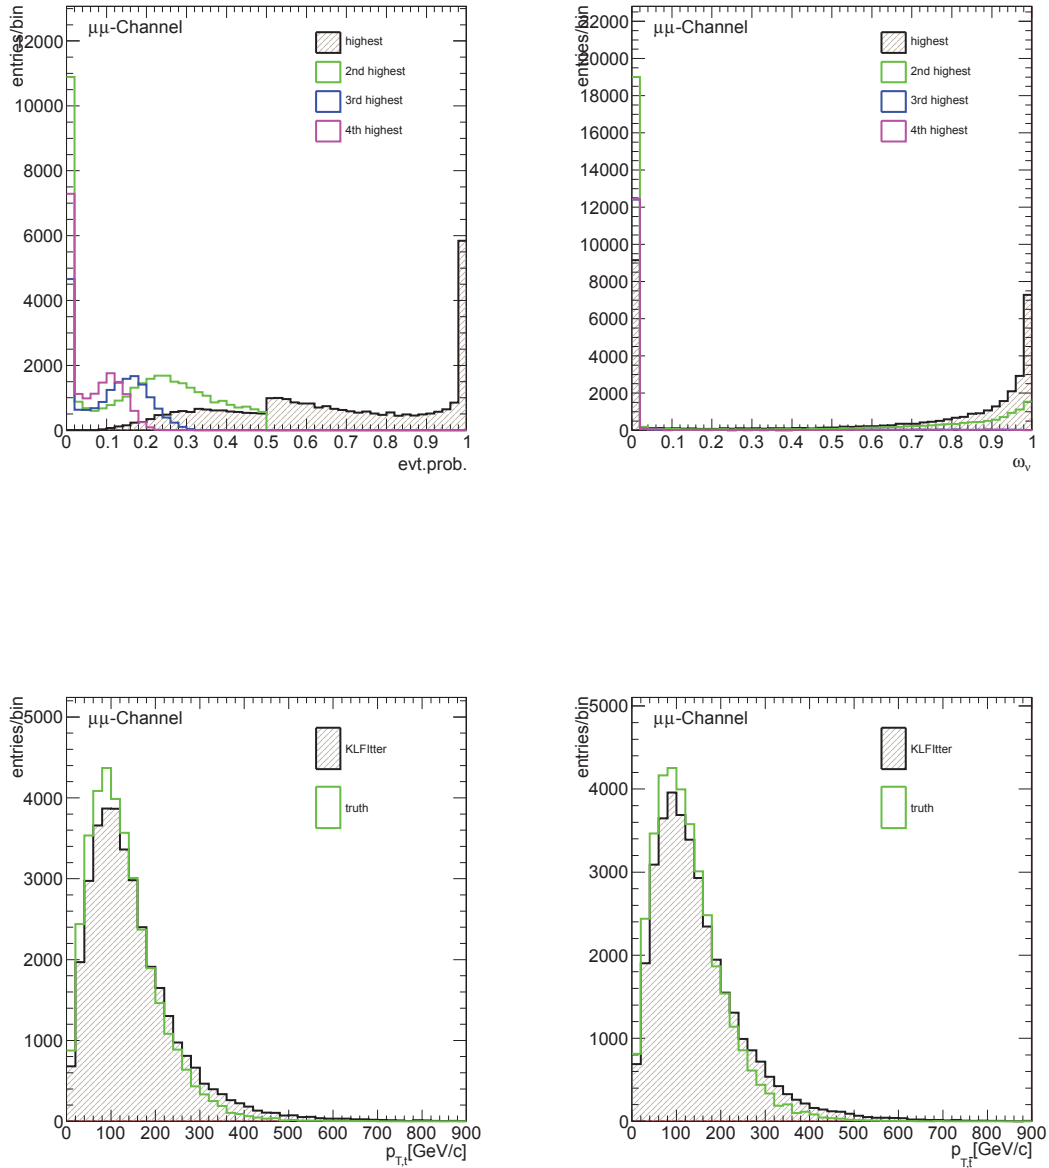 entries/bin
μμ-Channel
highest
2nd highest
3rd highest
4th highest
12000
10000
8000
6000
4000
2000
0
0 0.1 0.2 0.3 0.4 0.5 0.6 0.7 0.8 0.9 1
evt.prob.
entries/bin
μμ-Channel
highest
2nd highest
3rd highest
4th highest
22000
20000
18000
16000
14000
12000
10000
8000
6000
4000
2000
0
0 0.1 0.2 0.3 0.4 0.5 0.6 0.7 0.8 0.9 1
ω_ν
entries/bin
μμ-Channel
KLFItter
truth
5000
4000
3000
2000
1000
0
0 100 200 300 400 500 600 700 800 900
p_T,t[GeV/c]
entries/bin
μμ-Channel
KLFItter
truth
5000
4000
3000
2000
1000
0
0 100 200 300 400 500 600 700 800 900
p_T,t̄[GeV/c]